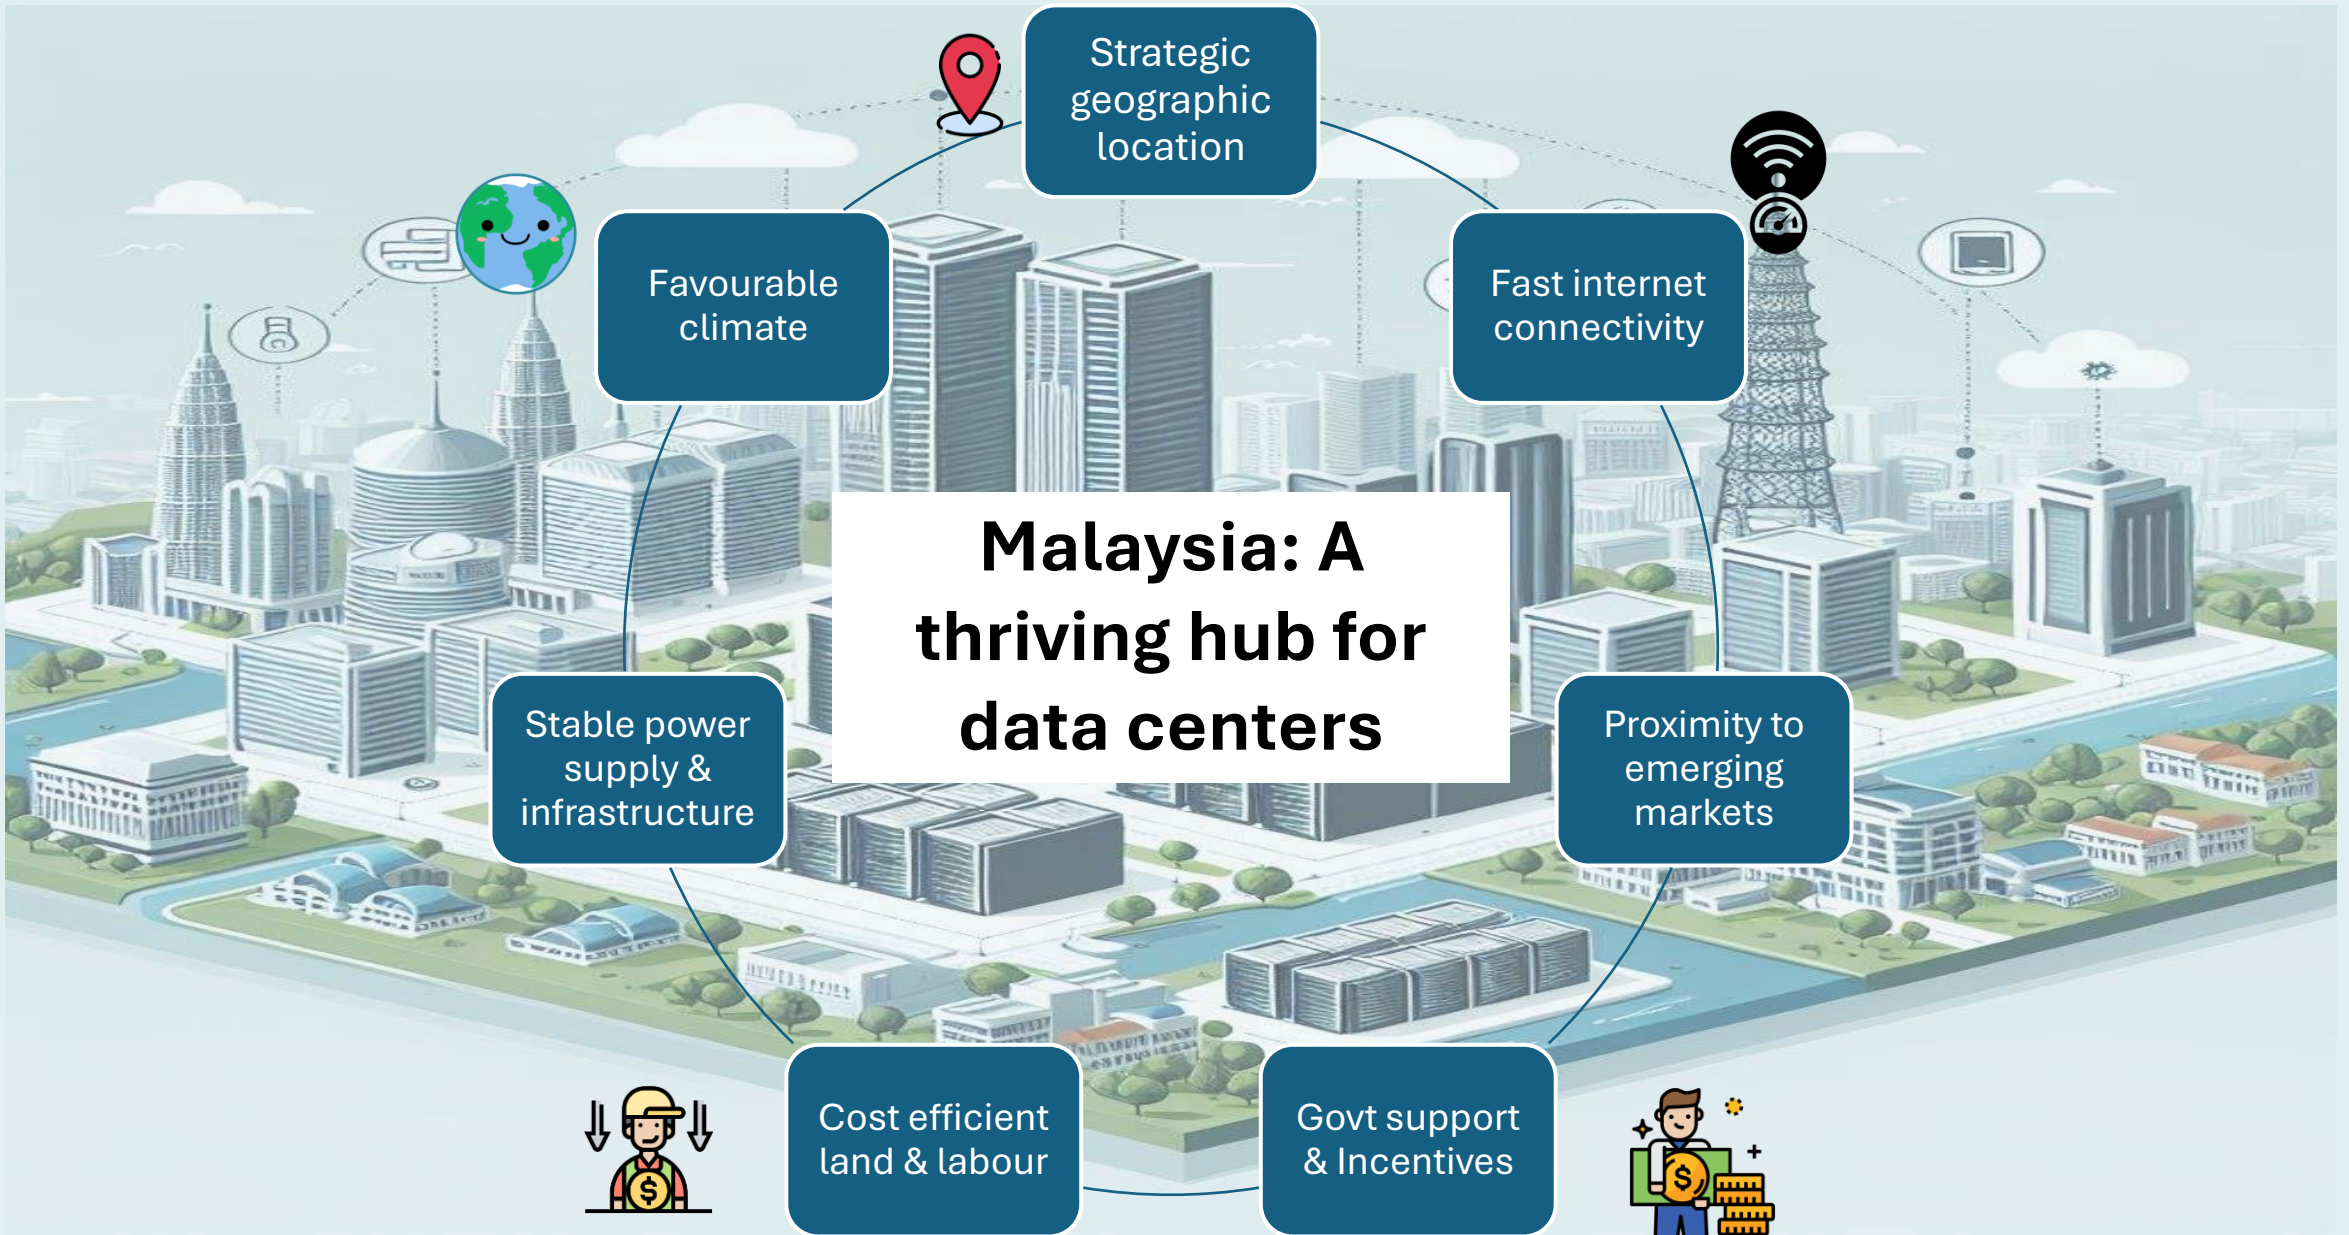 Strategic
geographic
location
Fast internet
connectivity
Proximity to
emerging
markets
Govt support
& Incentives
Cost efficient
land & labour
Stable power
supply &
infrastructure
Favourable
climate
Malaysia: A
thriving hub for
data centers
$
$